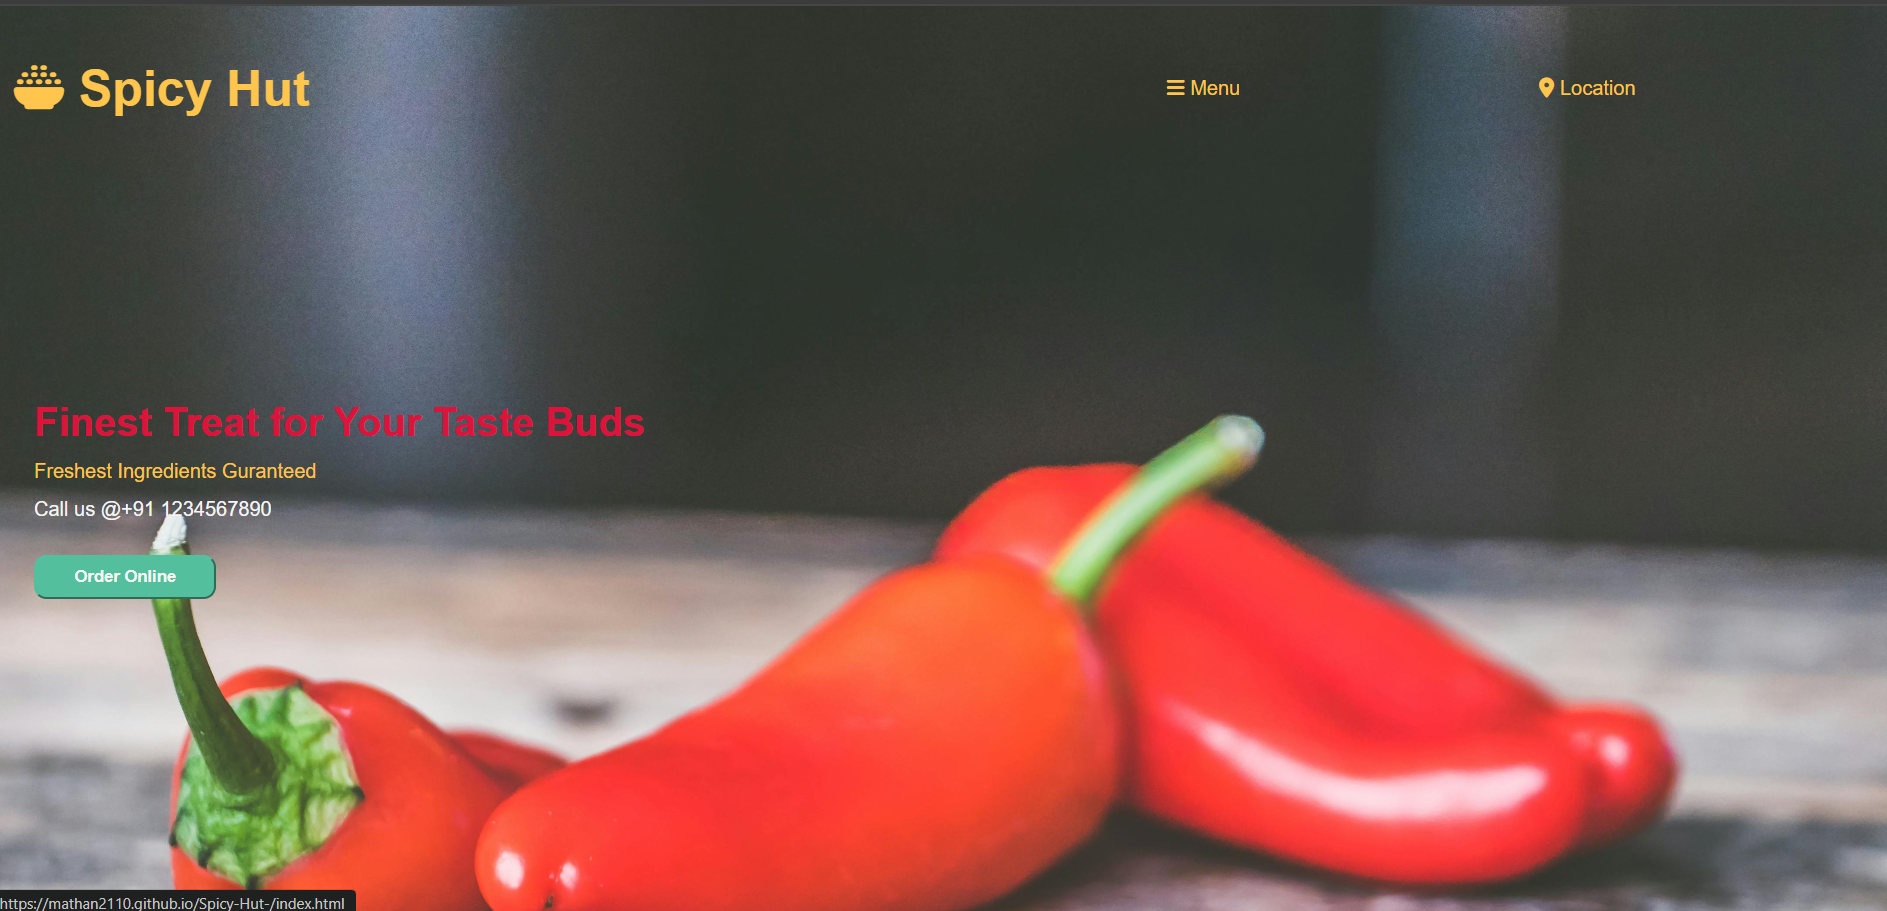 Spicy Hut
Menu
Location
Finest Treat for Your Taste Buds
Freshest Ingredients Guranteed
Call us @+91 1234567890
Order Online
https://mathan2110.github.io/Spicy-Hut-/index.html